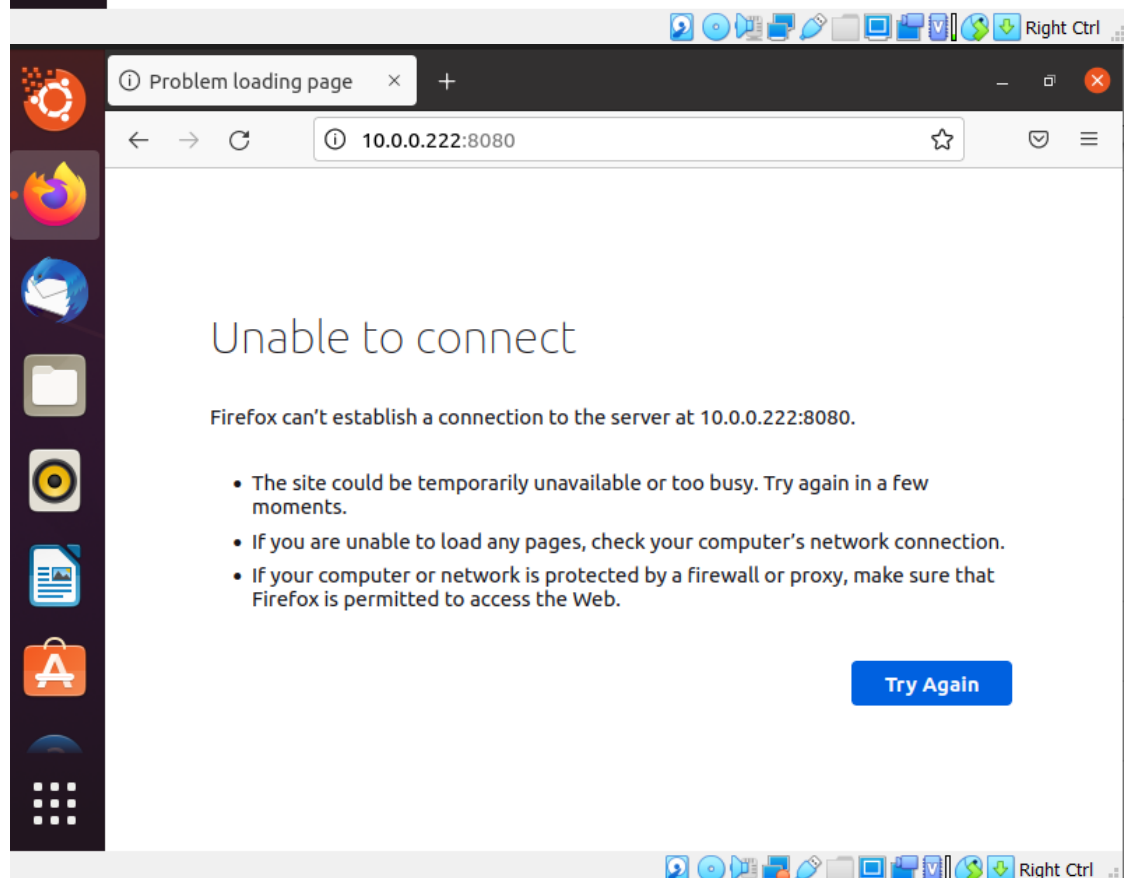 Right Ctrl
Problem loading page
10.0.0.222:8080
Unable to connect
Firefox can’t establish a connection to the server at 10.0.0.222:8080.
• The site could be temporarily unavailable or too busy. Try again in a few
moments.
• If you are unable to load any pages, check your computer’s network connection.
• If your computer or network is protected by a firewall or proxy, make sure that
Firefox is permitted to access the Web.
Try Again
Right Ctrl